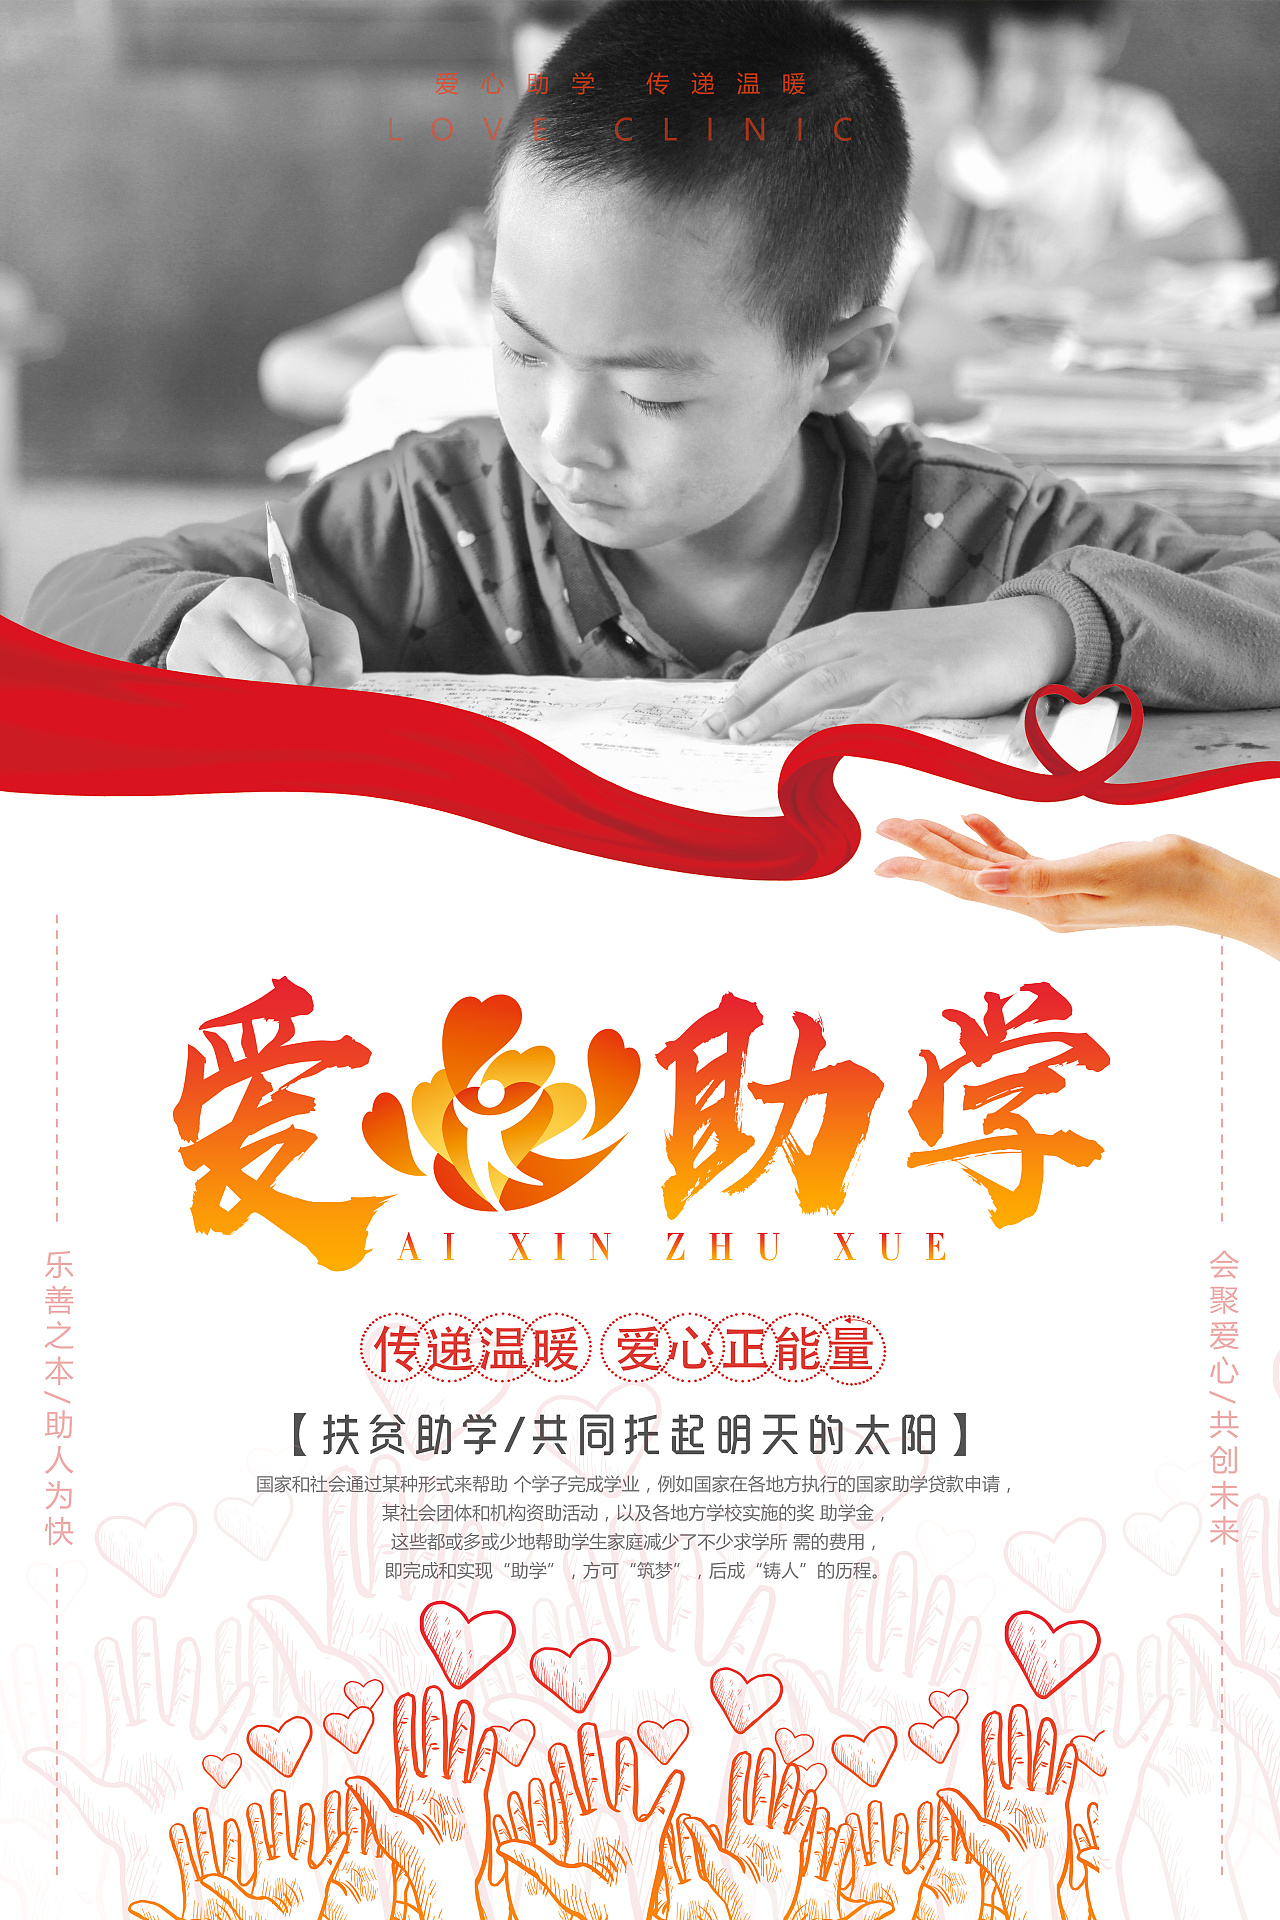 爱心助学 传递温暖
LOVE CLINIC
爱心助学
AI XIN ZHU XUE
乐善之本/助人为快
会聚爱心/共创未来
传递温暖 爱心正能量
【扶贫助学/共同托起明天的太阳】
国家和社会通过某种形式来帮助 个学子完成学业，例如国家在各地方执行的国家助学贷款申请，
某社会团体和机构资助活动，以及各地方学校实施的奖 助学金，
这些都或多或少地帮助学生家庭减少了不少求学所 需的费用，
即完成和实现“助学”，方可“筑梦”，后成“铸人”的历程。